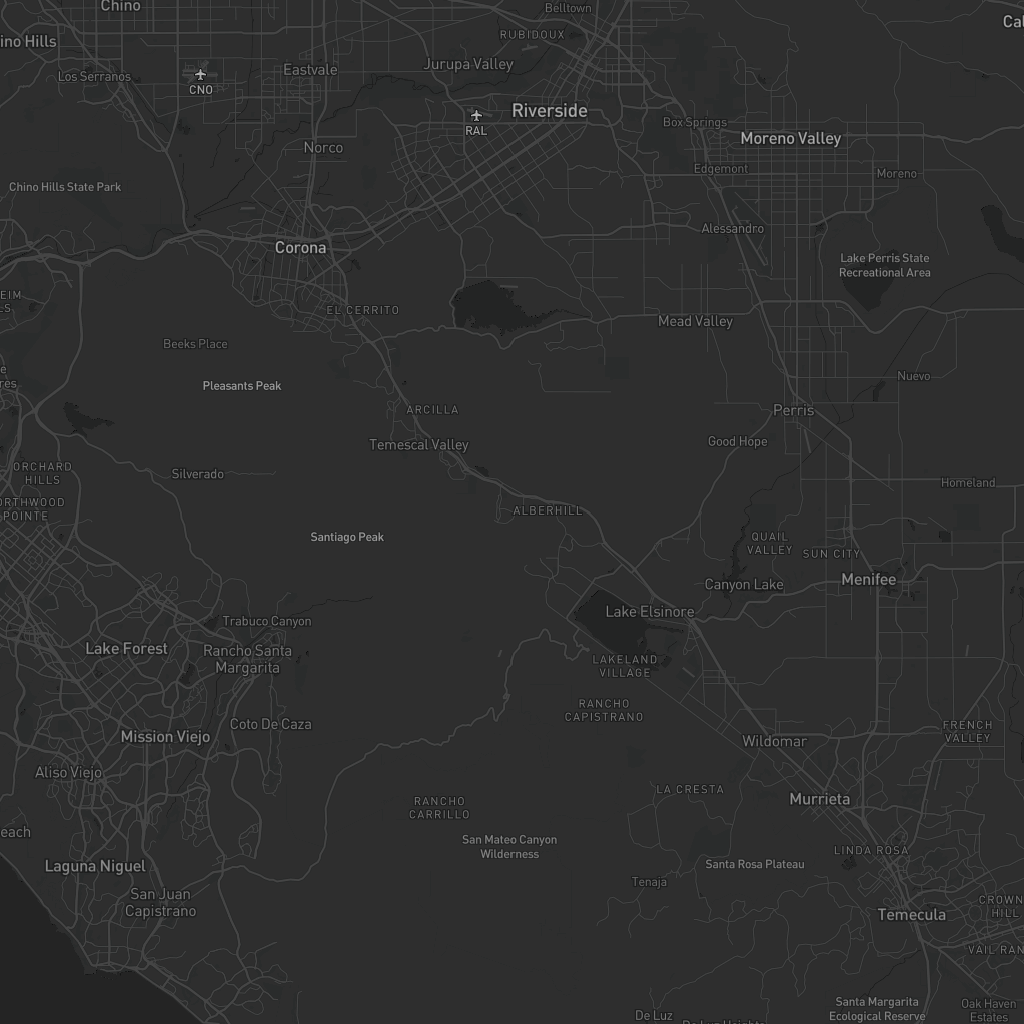 Chino
Belltown
Cal
ino Hills
RUBIDOUX
Jurupa Valley
Eastvale
Los Serranos
CNO
Riverside
RAL
Box Springs
Moreno Valley
Norco
Edgemont
Moreno
Chino Hills State Park
Alessandro
Corona
Lake Perris State
Recreational Area
EIM
LS
EL CERRITO
Mead Valley
Beeks Place
e
res
Pleasants Peak
Nuevo
ARCILLA
Perris
Temescal Valley
Good Hope
ORCHARD
HILLS
Silverado
Homeland
ORTHWOOD
POINTE
ALBERHILL
Santiago Peak
QUAIL
VALLEY
SUN CITY
Menifee
Canyon Lake
Lake Elsinore
Trabuco Canyon
Lake Forest
Rancho Santa
Margarita
LAKELAND
VILLAGE
RANCHO
CAPISTRANO
Coto De Caza
FRENCH
VALLEY
Mission Viejo
Wildomar
Aliso Viejo
LA CRESTA
Murrieta
RANCHO
CARRILLO
each
San Mateo Canyon
Wilderness
LINDA ROSA
Laguna Niguel
Santa Rosa Plateau
Tenaja
San Juan
Capistrano
CROWN
HILL
Temecula
VAIL RAN
Santa Margarita
Ecological Reserve
Oak Haven
Estates
De Luz
De Luz Heights